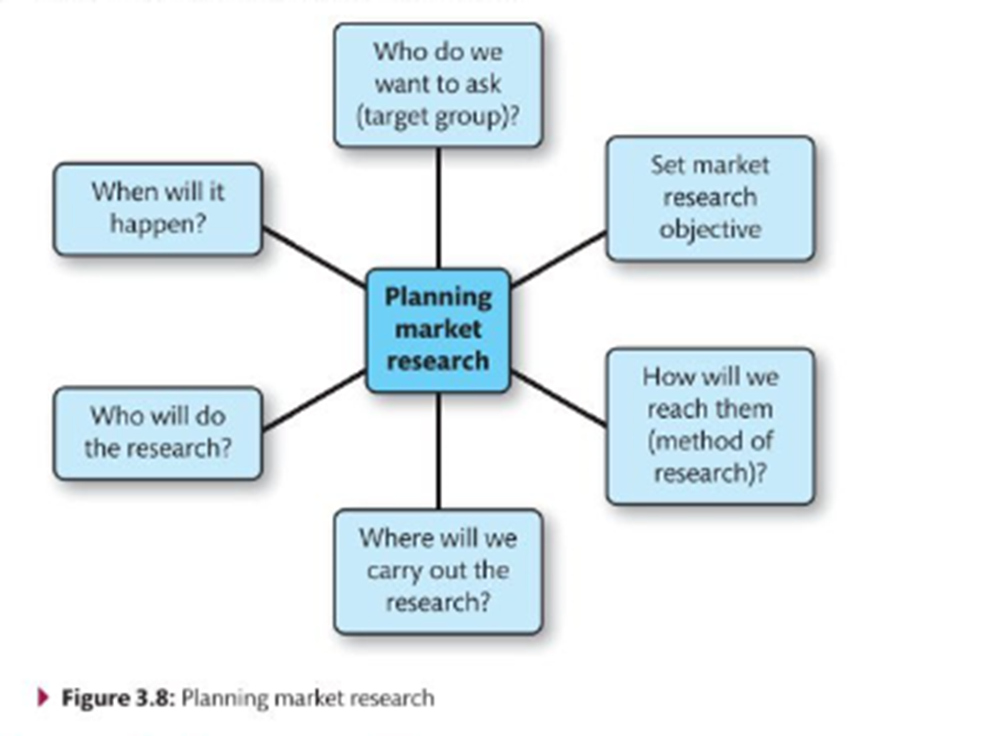 Who do we
want to ask
(target group)?
Set market
research
objective
When will it
happen?
Planning
market
research
How will we
reach them
(method of
research)?
Who will do
the research?
Where will we
carry out the
research?
Figure 3.8: Planning market research